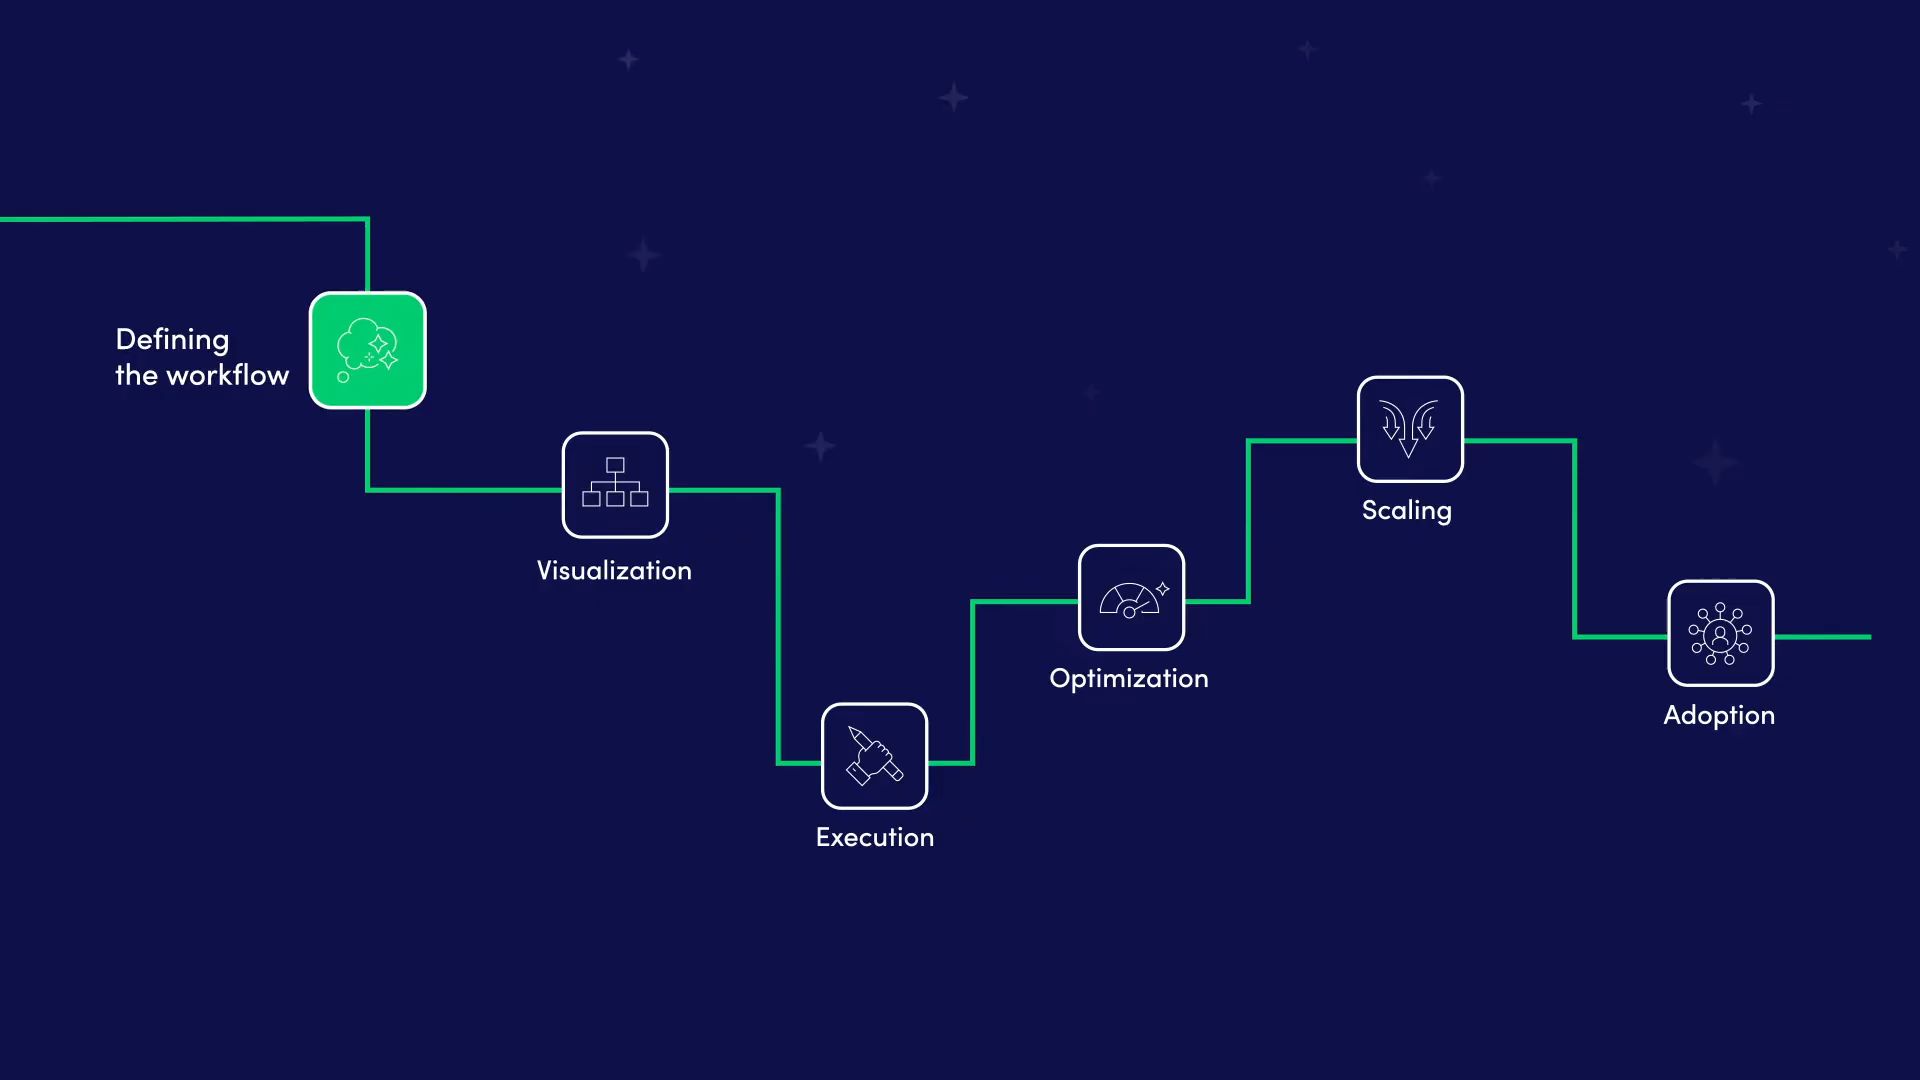 Defining
the workflow
Visualization
Execution
Optimization
Scaling
Adoption